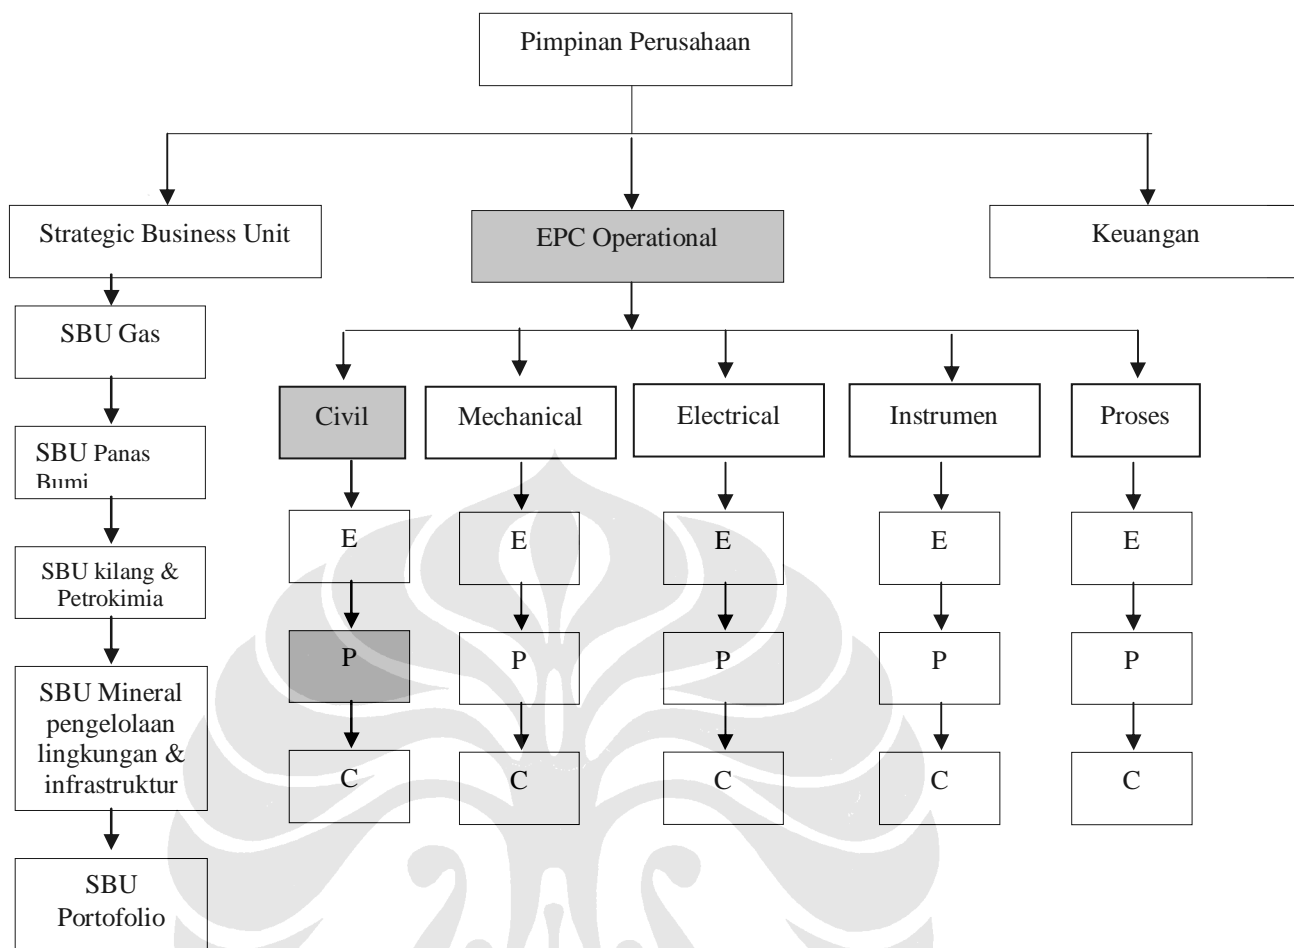 Pimpinan Perusahaan
Strategic Business Unit
EPC Operational
Keuangan
SBU Gas
Civil
Mechanical
Electrical
Instrumen
Proses
SBU Panas
Bumi
E
E
E
E
E
SBU kilang &
Petrokimia
P
P
P
P
P
SBU Mineral
pengelolaan
lingkungan &
infrastruktur
C
C
C
C
C
SBU
Portofolio